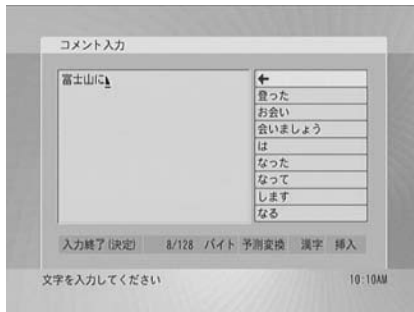 コメント入力
富士山に
←
登った
お会い
会いましょう
は
なった
なって
します
なる
入力終了(決定) 8/128 バイト 予測変換 漢字 挿入
文字を入力してください 10:10AM